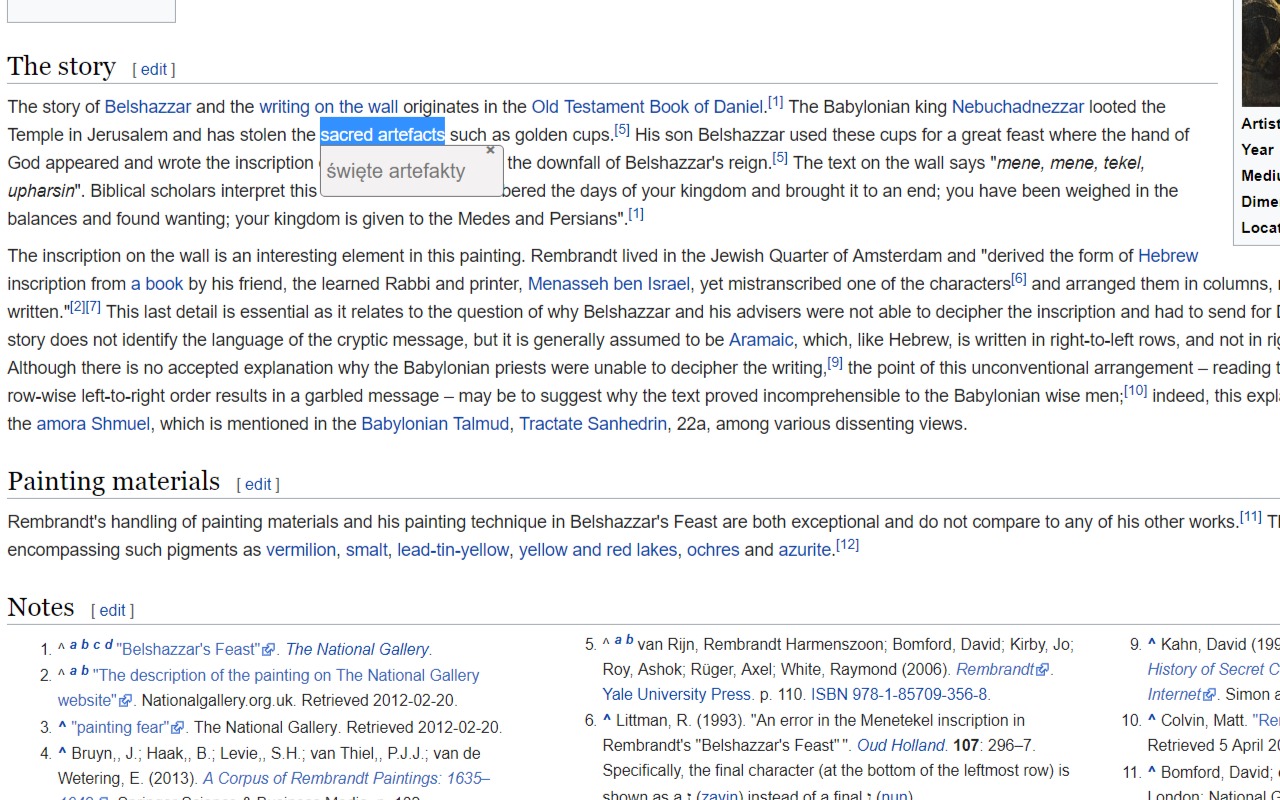 The story [ edit ]
The story of Belshazzar and the writing on the wall originates in the Old Testament Book of Daniel.[1] The Babylonian king Nebuchadnezzar looted the
Temple in Jerusalem and has stolen the sacred artefacts such as golden cups.[5] His son Belshazzar used these cups for a great feast where the hand of
God appeared and wrote the inscription the downfall of Belshazzar's reign.[5] The text on the wall says "mene, mene, tekel,
święte artefakty
upharsin". Biblical scholars interpret this bered the days of your kingdom and brought it to an end; you have been weighed in the
balances and found wanting; your kingdom is given to the Medes and Persians".[1]
Artist
Year
Dime
Locat
The inscription on the wall is an interesting element in this painting. Rembrandt lived in the Jewish Quarter of Amsterdam and "derived the form of Hebrew
inscription from a book by his friend, the learned Rabbi and printer, Menasseh ben Israel, yet mistranscribed one of the characters[6] and arranged them in columns,
written."[2][7] This last detail is essential as it relates to the question of why Belshazzar and his advisers were not able to decipher the inscription and had to send for
story does not identify the language of the cryptic message, but it is generally assumed to be Aramaic, which, like Hebrew, is written in right-to-left rows, and not in
Although there is no accepted explanation why the Babylonian priests were unable to decipher the writing,[9] the point of this unconventional arrangement – reading
row-wise left-to-right order results in a garbled message – may be to suggest why the text proved incomprehensible to the Babylonian wise men;[10] indeed, this expla
the amora Shmuel, which is mentioned in the Babylonian Talmud, Tractate Sanhedrin, 22a, among various dissenting views.
Painting materials [ edit ]
Rembrandt's handling of painting materials and his painting technique in Belshazzar's Feast are both exceptional and do not compare to any of his other works.[11]
encompassing such pigments as vermilion, smalt, lead-tin-yellow, yellow and red lakes, ochres and azurite.[12]
Notes [ edit ]
1. ^ a b c d "Belshazzar's Feast". The National Gallery.
2. ^ a b "The description of the painting on The National Gallery
website". Nationalgallery.org.uk. Retrieved 2012-02-20.
3. ^ "painting fear". The National Gallery. Retrieved 2012-02-20.
4. ^ Bruyn,, J.; Haak,, B.; Levie,, S.H.; van Thiel,, P.J.J.; van de
Wetering, E. (2013). A Corpus of Rembrandt Paintings: 1635–
5. ^ a b van Rijn, Rembrandt Harmenszoon; Bomford, David; Kirby, Jo;
Roy, Ashok; Rüger, Axel; White, Raymond (2006). Rembrandt.
Yale University Press. p. 110. ISBN 978-1-85709-356-8.
6. ^ Littman, R. (1993). "An error in the Menetekel inscription in
Rembrandt's "Belshazzar's Feast" ". Oud Holland. 107: 296–7.
Specifically, the final character (at the bottom of the leftmost row) is
shown as a (zayin) instead of a final (nun).
9. ^ Kahn, David (199
History of Secret C
Internet. Simon a
10. ^ Colvin, Matt. "Re
Retrieved 5 April 20
11. ^ Bomford, David;
London: National G